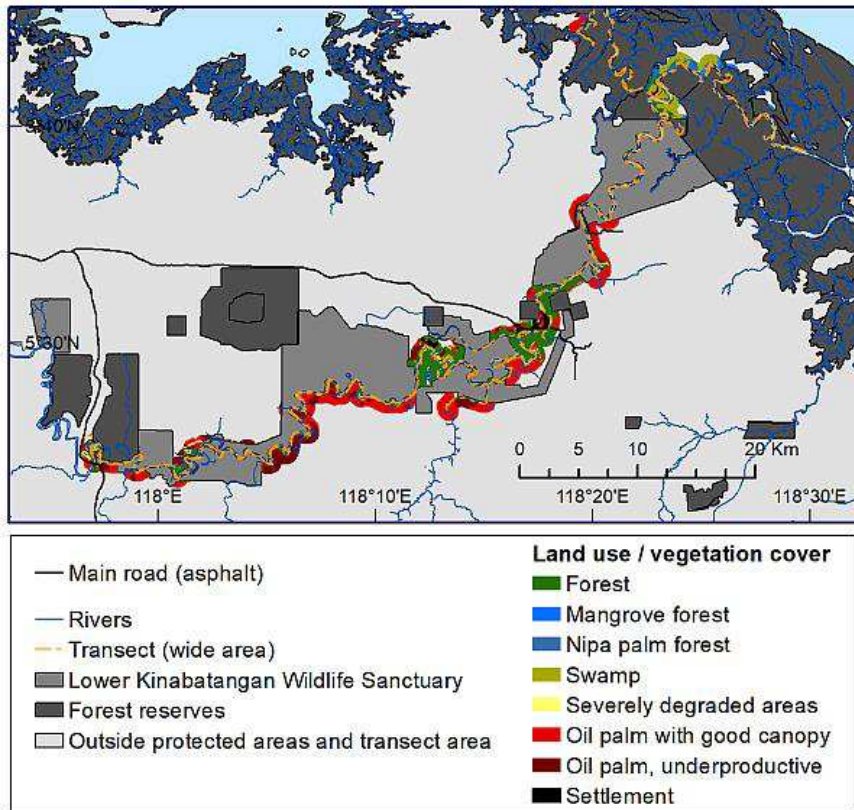 5°40'N
5°30'N
0 5 10 20 Km
118°E 118°10'E 118°20'E 118°30'E
Main road (asphalt)
Rivers
Transect (wide area)
Lower Kinabatangan Wildlife Sanctuary
Forest reserves
Outside protected areas and transect area
Land use / vegetation cover
Forest
Mangrove forest
Nipa palm forest
Swamp
Severely degraded areas
Oil palm with good canopy
Oil palm, underproductive
Settlement